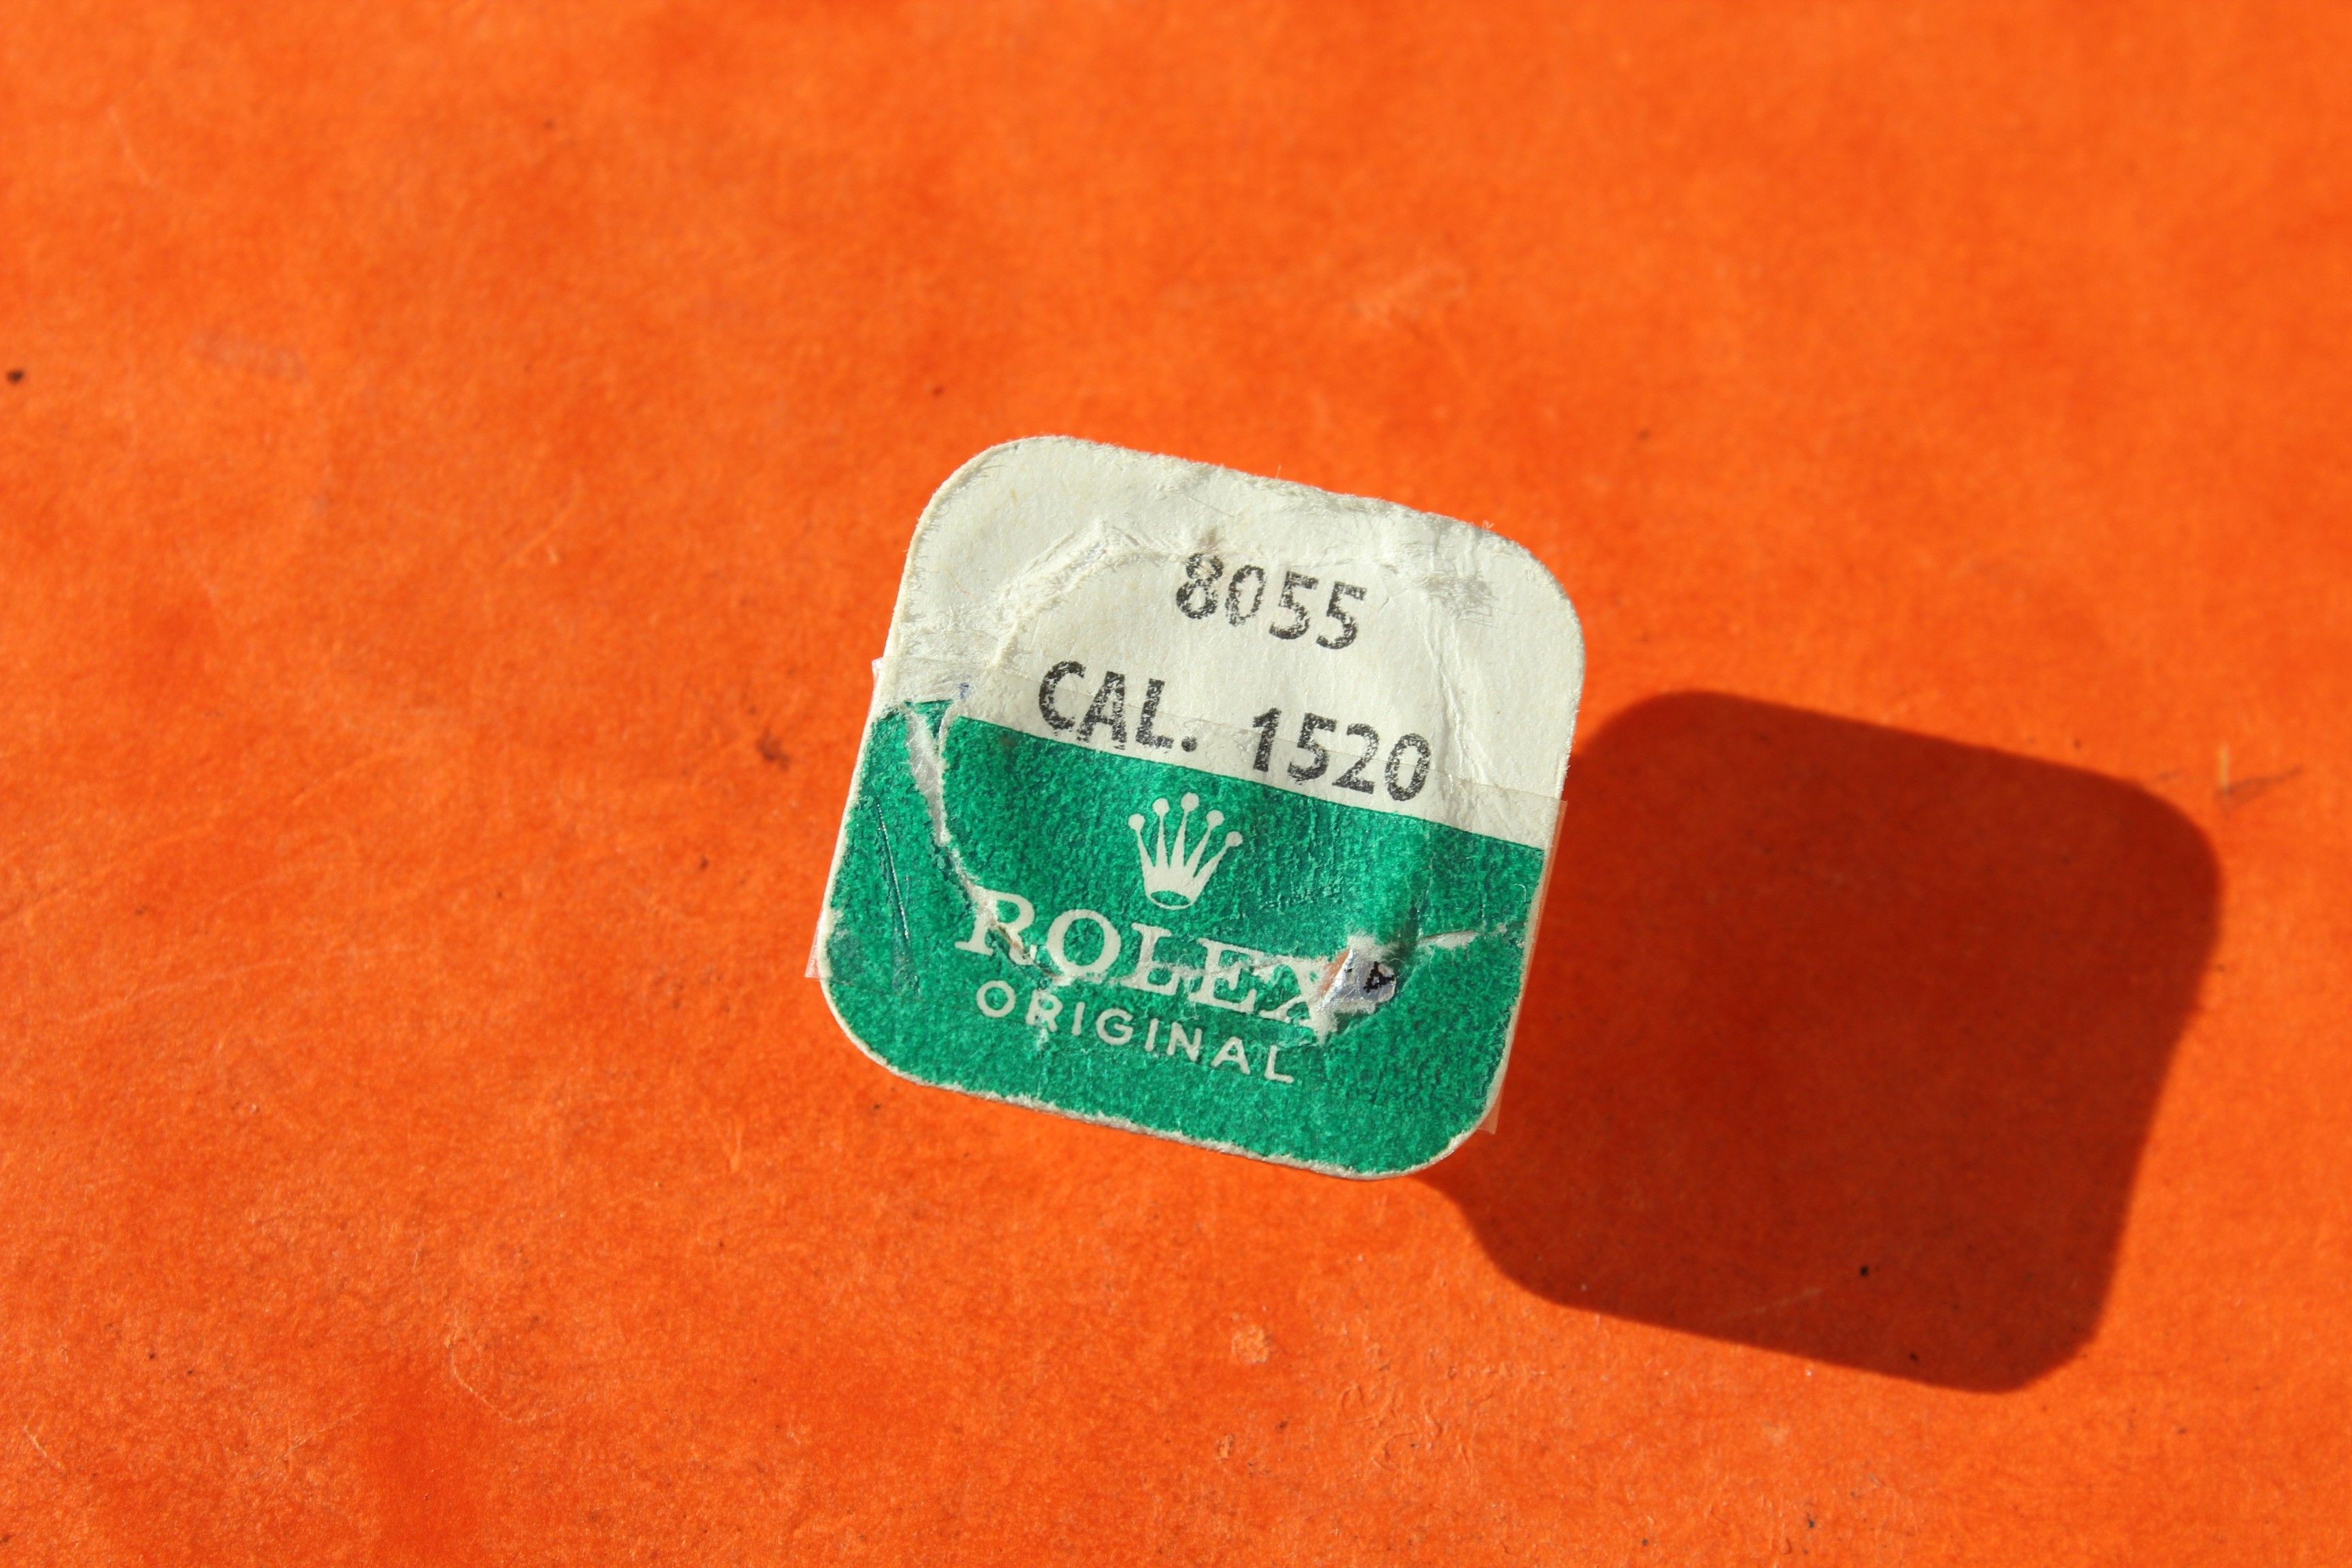 8055
CAL. 1520
ROLEX
ORIGINAL
A